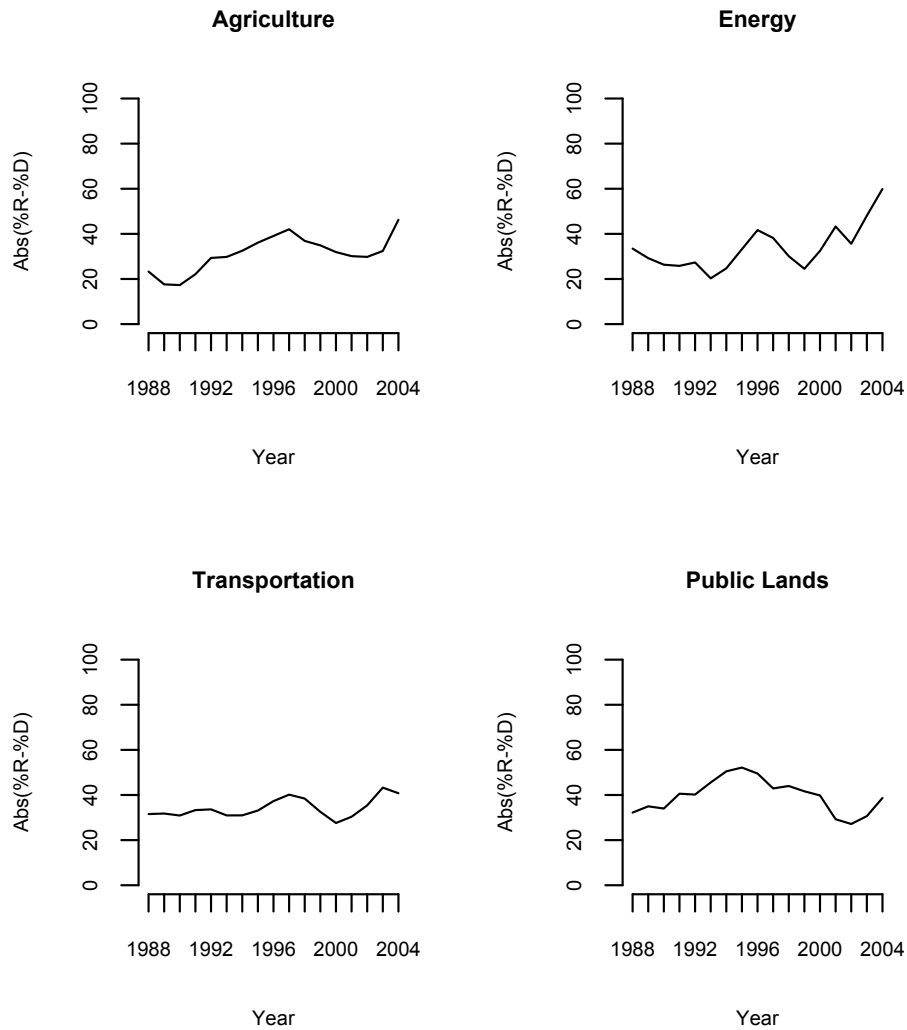 Agriculture
Abs(%R-%D)
0 20 40 60 80 100
1988 1992 1996 2000 2004
Year
Energy
Abs(%R-%D)
0 20 40 60 80 100
1988 1992 1996 2000 2004
Year
Transportation
Abs(%R-%D)
0 20 40 60 80 100
1988 1992 1996 2000 2004
Year
Public Lands
Abs(%R-%D)
0 20 40 60 80 100
1988 1992 1996 2000 2004
Year